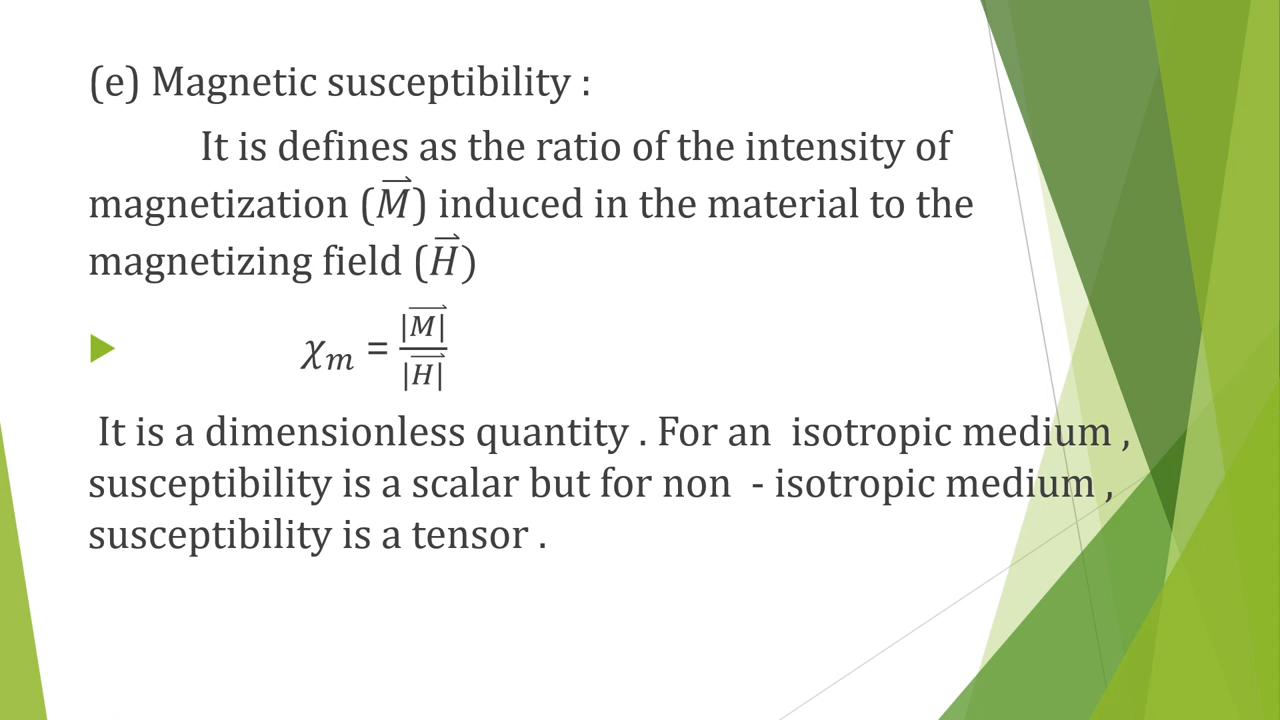 (e) Magnetic susceptibility :
It is defines as the ratio of the intensity of
magnetization (M⃗) induced in the material to the
magnetizing field (H⃗)
χₘ = |M⃗| / |H⃗|
It is a dimensionless quantity . For an  isotropic medium ,
susceptibility is a scalar but for non  - isotropic medium ,
susceptibility is a tensor .